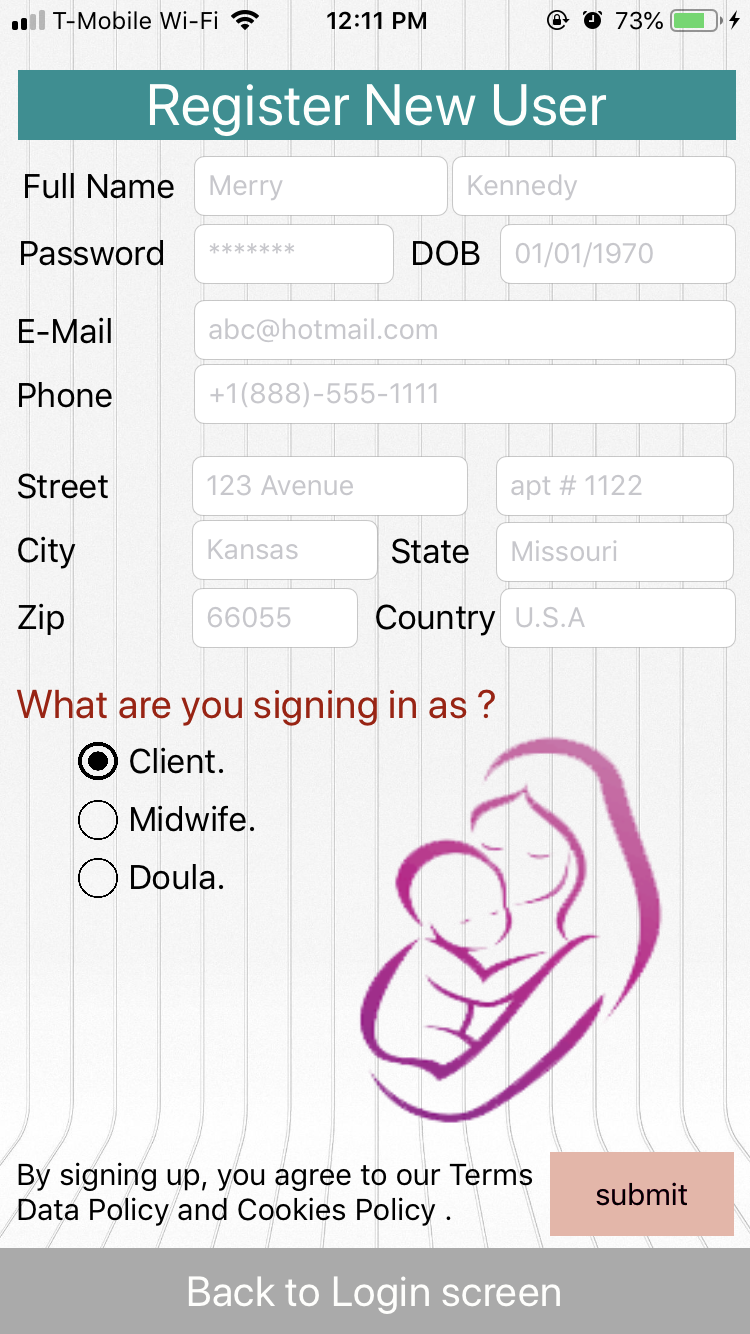 T-Mobile Wi-Fi 12:11 PM 73%
Register New User
Full Name Merry Kennedy
Password ******* DOB 01/01/1970
E-Mail abc@hotmail.com
Phone +1(888)-555-1111
Street 123 Avenue apt # 1122
City Kansas State Missouri
Zip 66055 Country U.S.A
What are you signing in as ?
Client.
Midwife.
Doula.
By signing up, you agree to our Terms
Data Policy and Cookies Policy .
submit
Back to Login screen